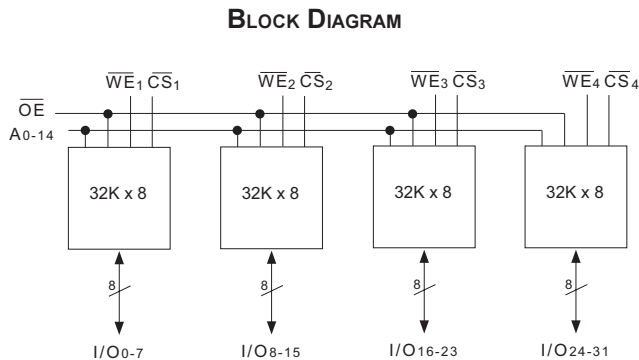 BLOCK DIAGRAM
WE1 CS1 WE2 CS2 WE3 CS3 WE4 CS4
OE
A0-14
32K x 8 32K x 8 32K x 8 32K x 8
8 8 8 8
I/O0-7 I/O8-15 I/O16-23 I/O24-31